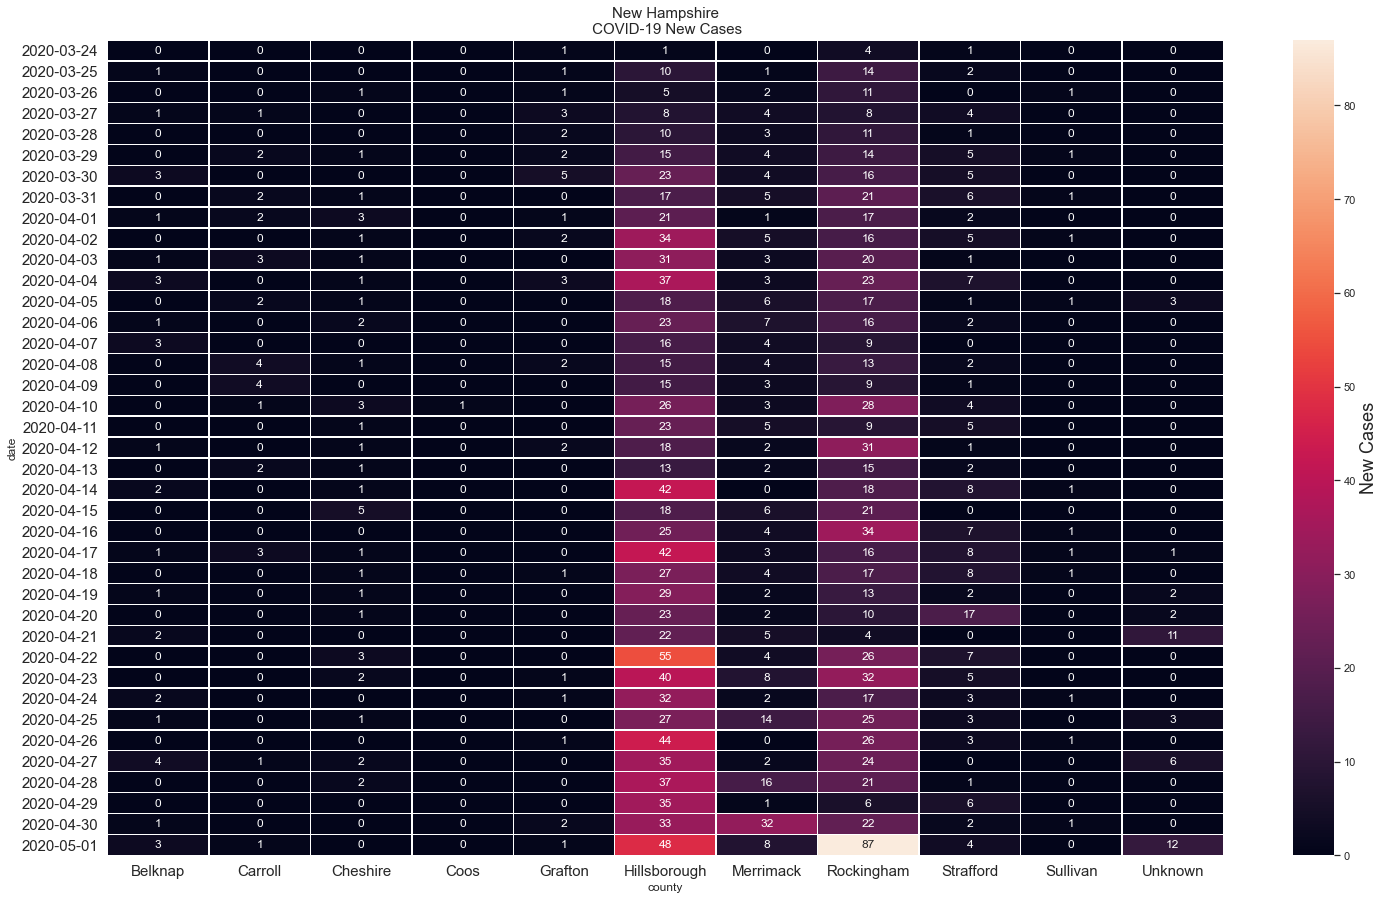 New Hampshire
COVID-19 New Cases
2020-03-24 0 0 0 0 1 1 0 4 1 0 0
2020-03-25 1 0 0 0 1 10 1 14 2 0 0
2020-03-26 0 0 1 0 1 5 2 11 0 1 0
2020-03-27 1 1 0 0 3 8 4 8 4 0 0
2020-03-28 0 0 0 0 2 10 3 11 1 0 0
2020-03-29 0 2 1 0 2 15 4 14 5 1 0
2020-03-30 3 0 0 0 5 23 4 16 5 0 0
2020-03-31 0 2 1 0 0 17 5 21 6 1 0
2020-04-01 1 2 3 0 1 21 1 17 2 0 0
2020-04-02 0 0 1 0 2 34 5 16 5 1 0
2020-04-03 1 3 1 0 0 31 3 20 1 0 0
2020-04-04 3 0 1 0 3 37 3 23 7 0 0
2020-04-05 0 2 1 0 0 18 6 17 1 1 3
2020-04-06 1 0 2 0 0 23 7 16 2 0 0
2020-04-07 3 0 0 0 0 16 4 9 0 0 0
2020-04-08 0 4 1 0 2 15 4 13 2 0 0
2020-04-09 0 4 0 0 0 15 3 9 1 0 0
2020-04-10 0 1 3 1 0 26 3 28 4 0 0
2020-04-11 0 0 1 0 0 23 5 9 5 0 0
2020-04-12 1 0 1 0 2 18 2 31 1 0 0
2020-04-13 0 2 1 0 0 13 2 15 2 0 0
2020-04-14 2 0 1 0 0 42 0 18 8 1 0
2020-04-15 0 0 5 0 0 18 6 21 0 0 0
2020-04-16 0 0 0 0 0 25 4 34 7 1 0
2020-04-17 1 3 1 0 0 42 3 16 8 1 1
2020-04-18 0 0 1 0 1 27 4 17 8 1 0
2020-04-19 1 0 1 0 0 29 2 13 2 0 2
2020-04-20 0 0 1 0 0 23 2 10 17 0 2
2020-04-21 2 0 0 0 0 22 5 4 0 0 11
2020-04-22 0 0 3 0 0 55 4 26 7 0 0
2020-04-23 0 0 2 0 1 40 8 32 5 0 0
2020-04-24 2 0 0 0 1 32 2 17 3 1 0
2020-04-25 1 0 1 0 0 27 14 25 3 0 3
2020-04-26 0 0 0 0 1 44 0 26 3 1 0
2020-04-27 4 1 2 0 0 35 2 24 0 0 6
2020-04-28 0 0 2 0 0 37 16 21 1 0 0
2020-04-29 0 0 0 0 0 35 1 6 6 0 0
2020-04-30 1 0 0 0 2 33 32 22 2 1 0
2020-05-01 3 1 0 0 1 48 8 87 4 0 12
Belknap Carroll Cheshire Coos Grafton Hillsborough Merrimack Rockingham Strafford Sullivan Unknown
county
date
80
70
60
50
40
30
20
10
0
New Cases